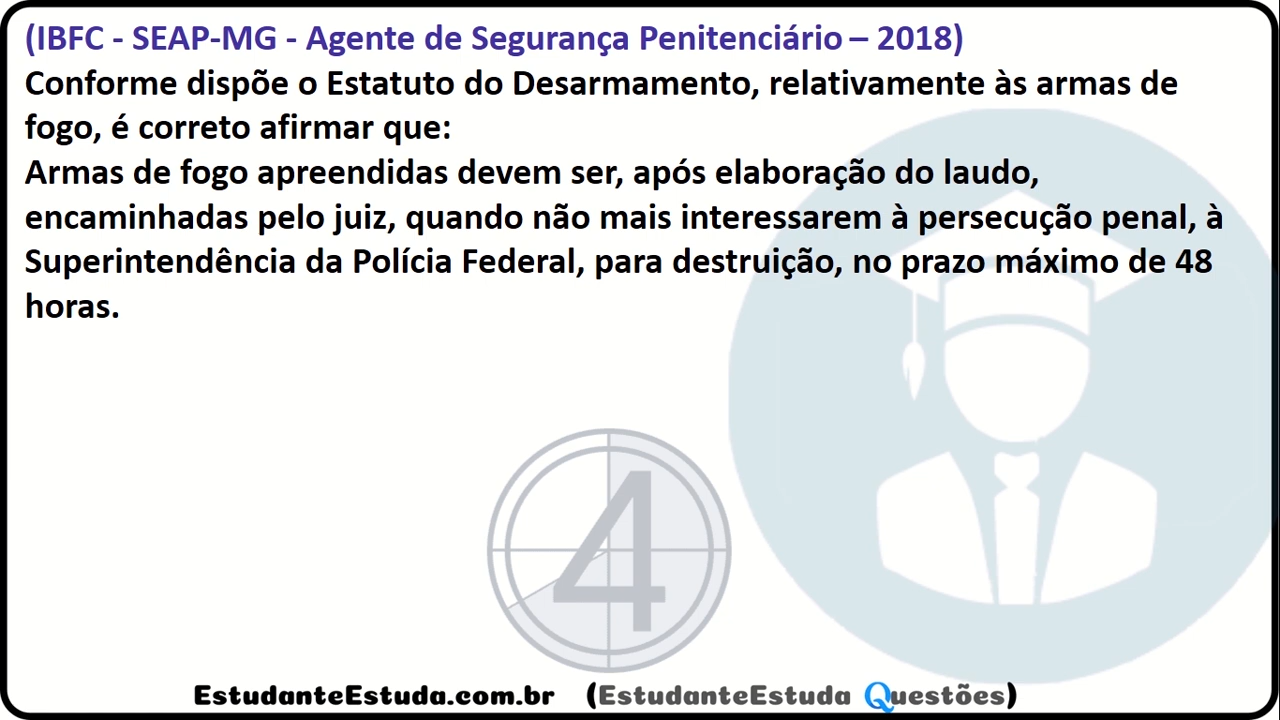 (IBFC - SEAP-MG - Agente de Segurança Penitenciário – 2018)
Conforme dispõe o Estatuto do Desarmamento, relativamente às armas de
fogo, é correto afirmar que:
Armas de fogo apreendidas devem ser, após elaboração do laudo,
encaminhadas pelo juiz, quando não mais interessarem à persecução penal, à
Superintendência da Polícia Federal, para destruição, no prazo máximo de 48
horas.
4
EstudanteEstuda.com.br (EstudanteEstuda Questões)